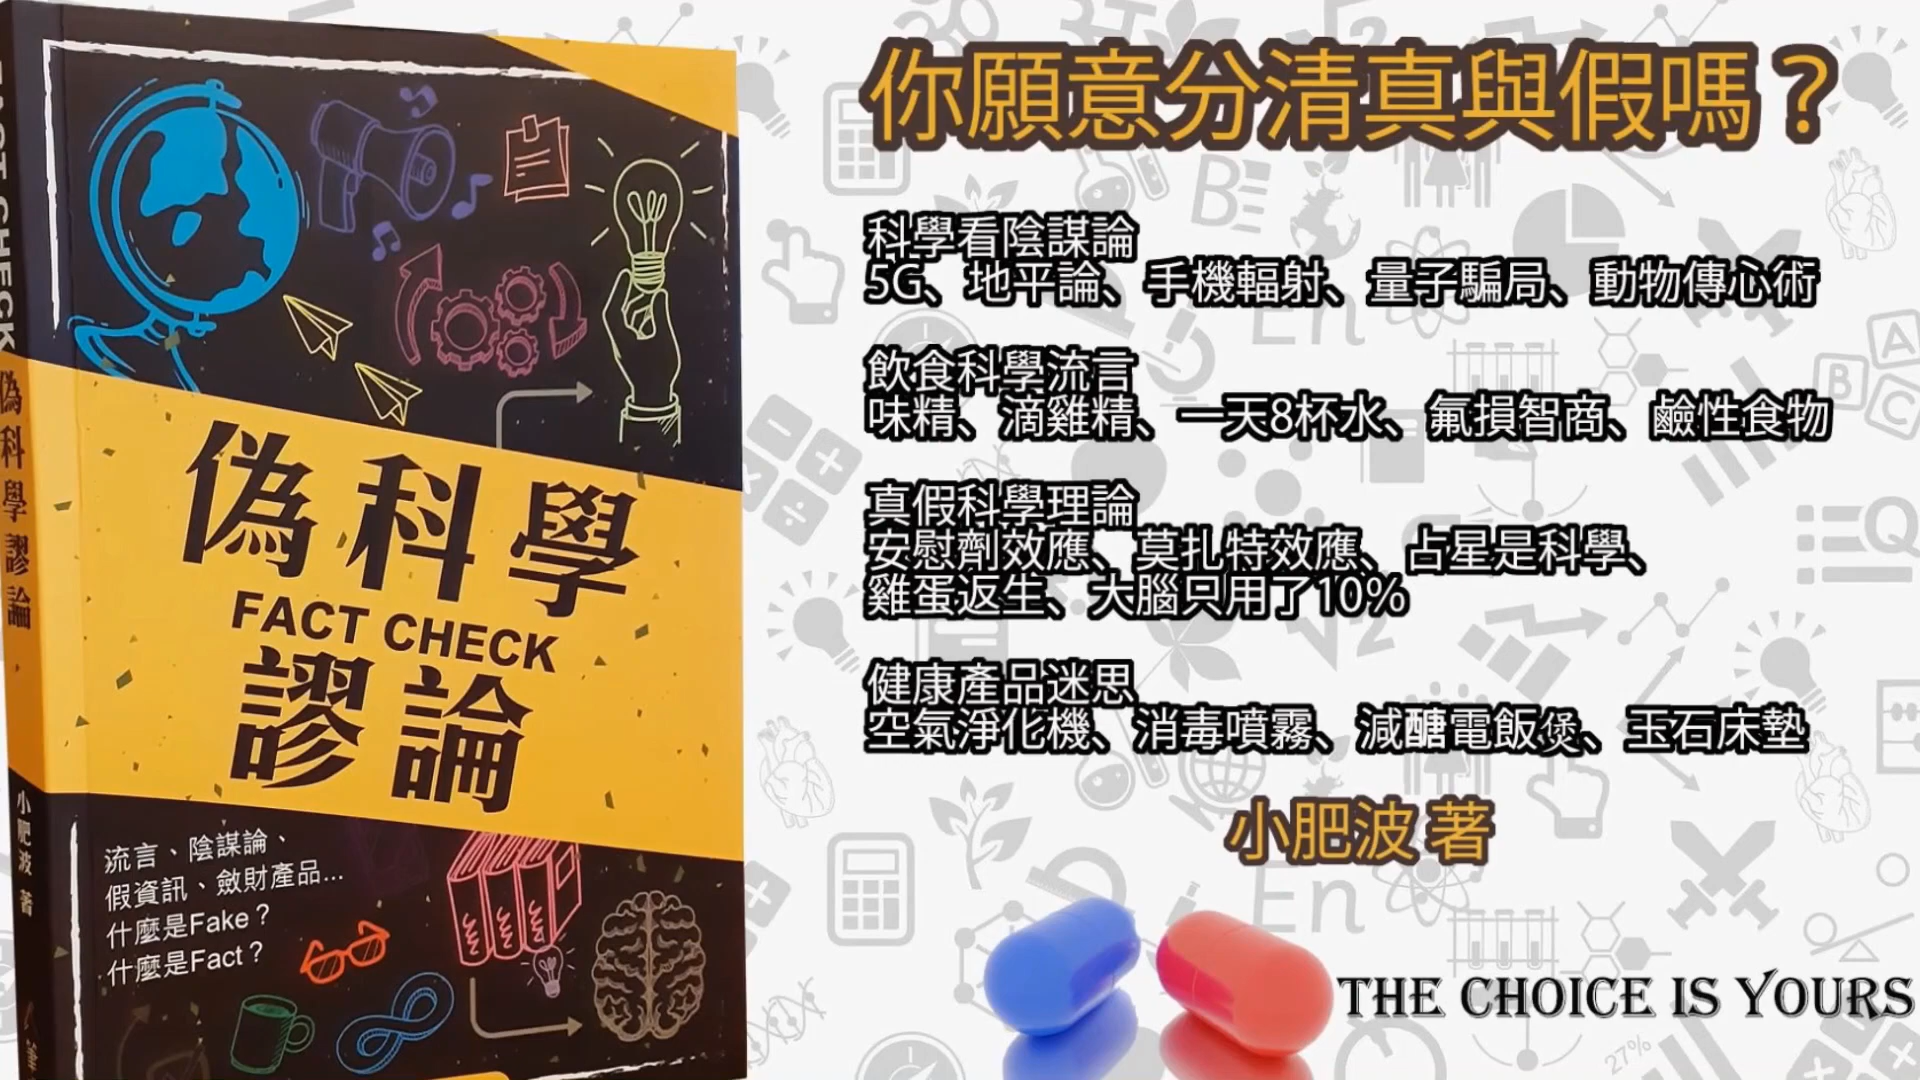 FACT CHECK
偽科學謬論
小肥波 著
偽科學
FACT CHECK
謬論
流言、陰謀論、
假資訊、斂財產品...
什麼是Fake？
什麼是Fact？
你願意分清真與假嗎？
科學看陰謀論
5G、地平論、手機輻射、量子騙局、動物傳心術
飲食科學流言
味精、滴雞精、一天8杯水、氟損智商、鹼性食物
真假科學理論
安慰劑效應、莫扎特效應、占星是科學、
雞蛋返生、大腦只用了10%
健康產品迷思
空氣淨化機、消毒噴霧、減醣電飯煲、玉石床墊
小肥波 著
THE CHOICE IS YOURS
En
En
27%
A
B
C